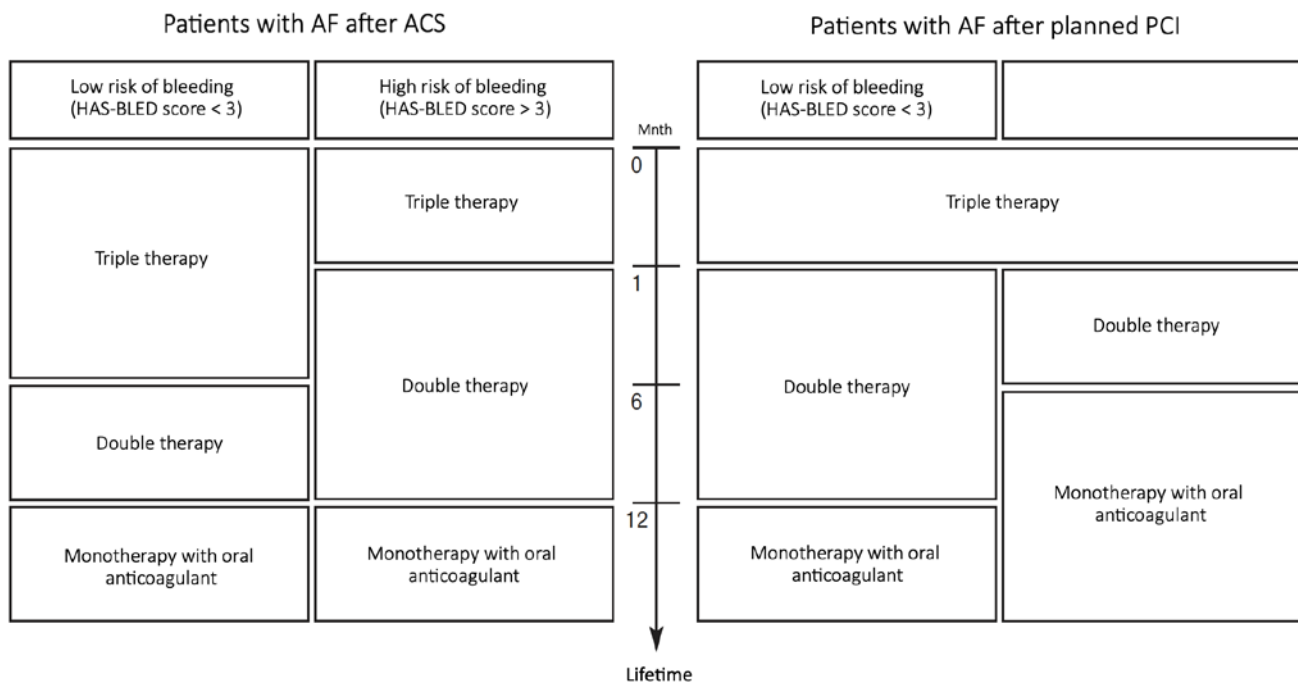 Patients with AF after ACS
Low risk of bleeding
(HAS-BLED score < 3)
High risk of bleeding
(HAS-BLED score > 3)
Triple therapy
Triple therapy
Double therapy
Double therapy
Monotherapy with oral
anticoagulant
Monotherapy with oral
anticoagulant
Mnth
0
1
6
12
Lifetime
Patients with AF after planned PCI
Low risk of bleeding
(HAS-BLED score < 3)
Triple therapy
Double therapy
Double therapy
Monotherapy with oral
anticoagulant
Monotherapy with oral
anticoagulant